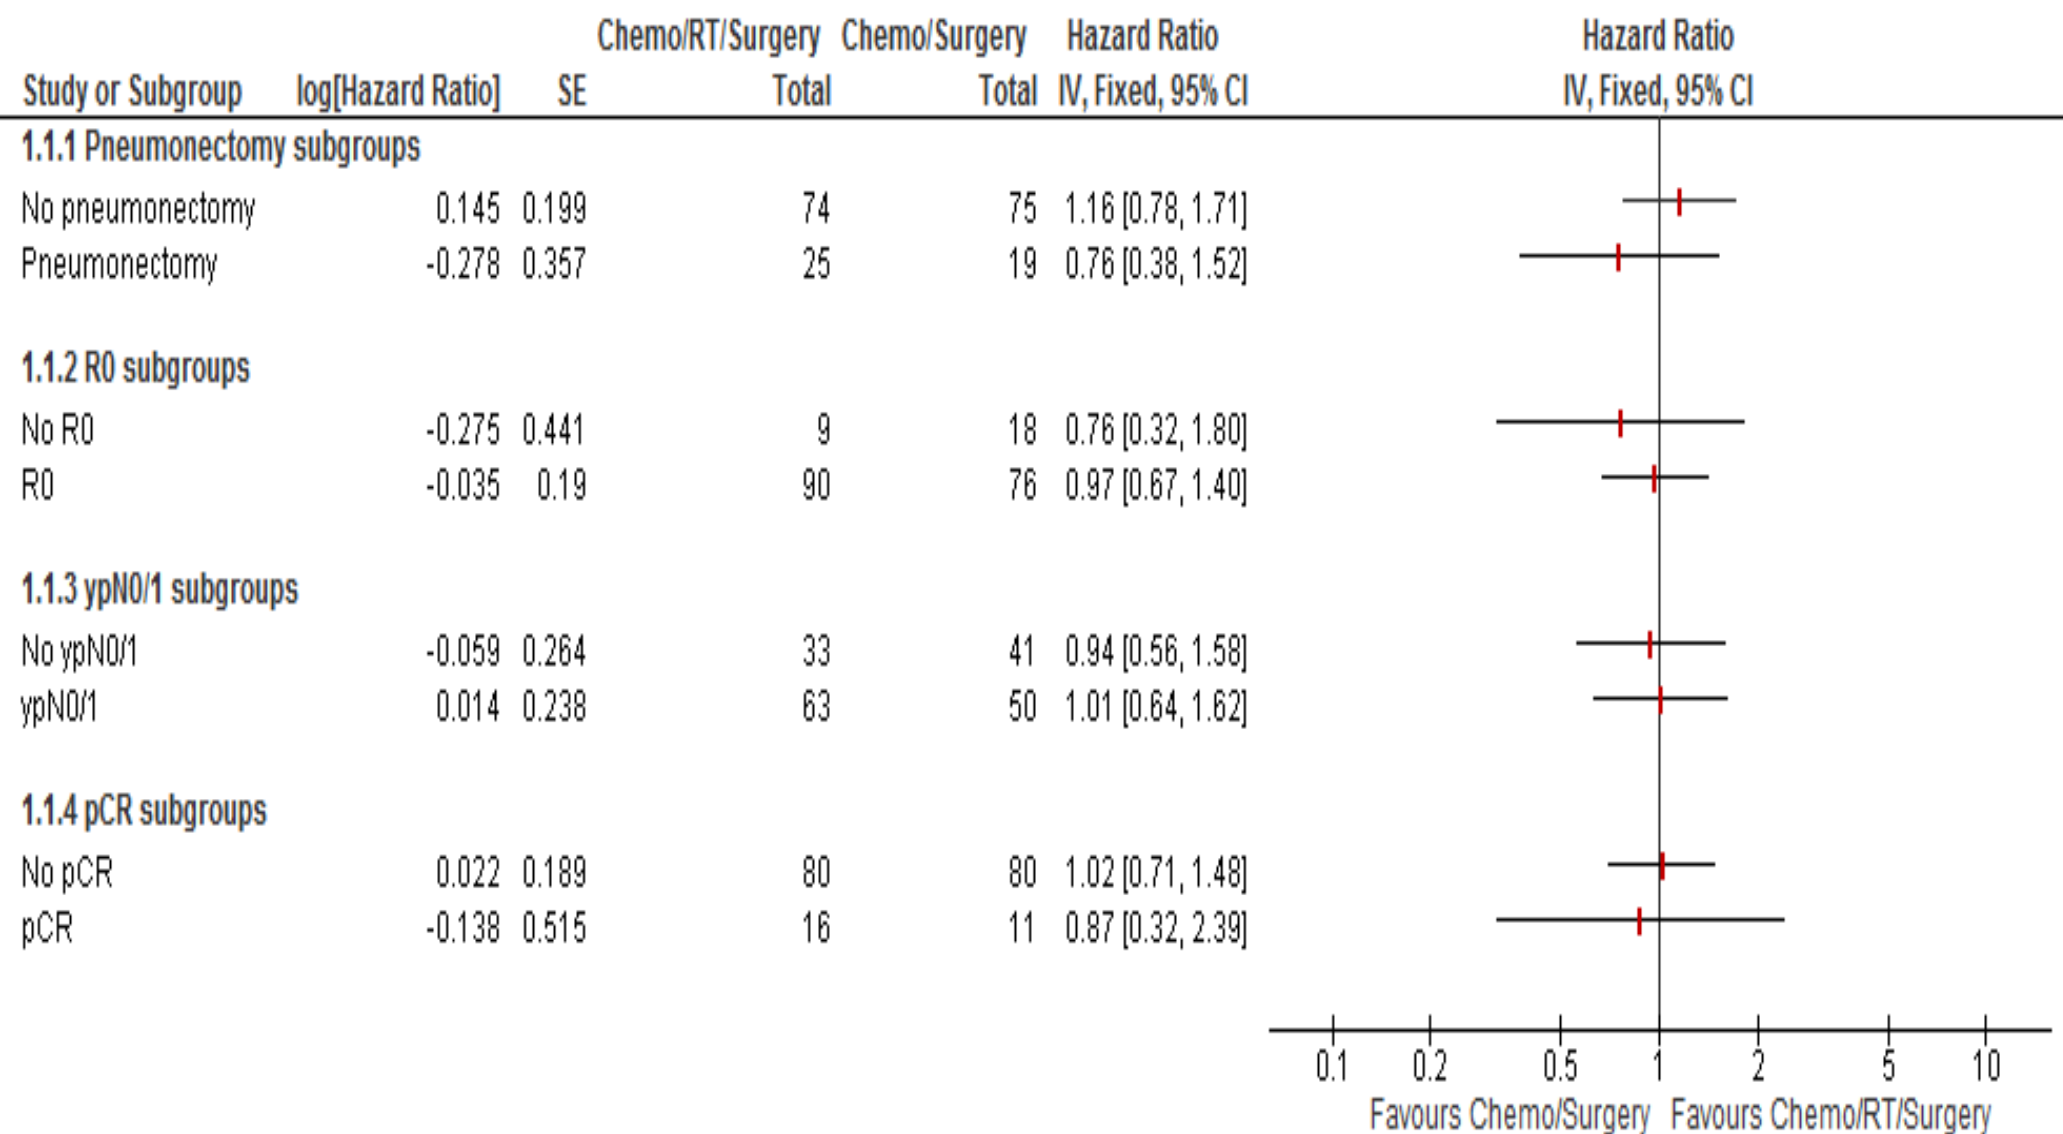 Chemo/RT/Surgery Chemo/Surgery Hazard Ratio Hazard Ratio
Study or Subgroup log[Hazard Ratio] SE Total Total IV, Fixed, 95% CI IV, Fixed, 95% CI
1.1.1 Pneumonectomy subgroups
No pneumonectomy 0.145 0.199 74 75 1.16 [0.78, 1.71]
Pneumonectomy -0.278 0.357 25 19 0.76 [0.38, 1.52]
1.1.2 R0 subgroups
No R0 -0.275 0.441 9 18 0.76 [0.32, 1.80]
R0 -0.035 0.19 90 76 0.97 [0.67, 1.40]
1.1.3 ypN0/1 subgroups
No ypN0/1 -0.059 0.264 33 41 0.94 [0.56, 1.58]
ypN0/1 0.014 0.238 63 50 1.01 [0.64, 1.62]
1.1.4 pCR subgroups
No pCR 0.022 0.189 80 80 1.02 [0.71, 1.48]
pCR -0.138 0.515 16 11 0.87 [0.32, 2.39]
0.1 0.2 0.5 1 2 5 10
Favours Chemo/Surgery Favours Chemo/RT/Surgery